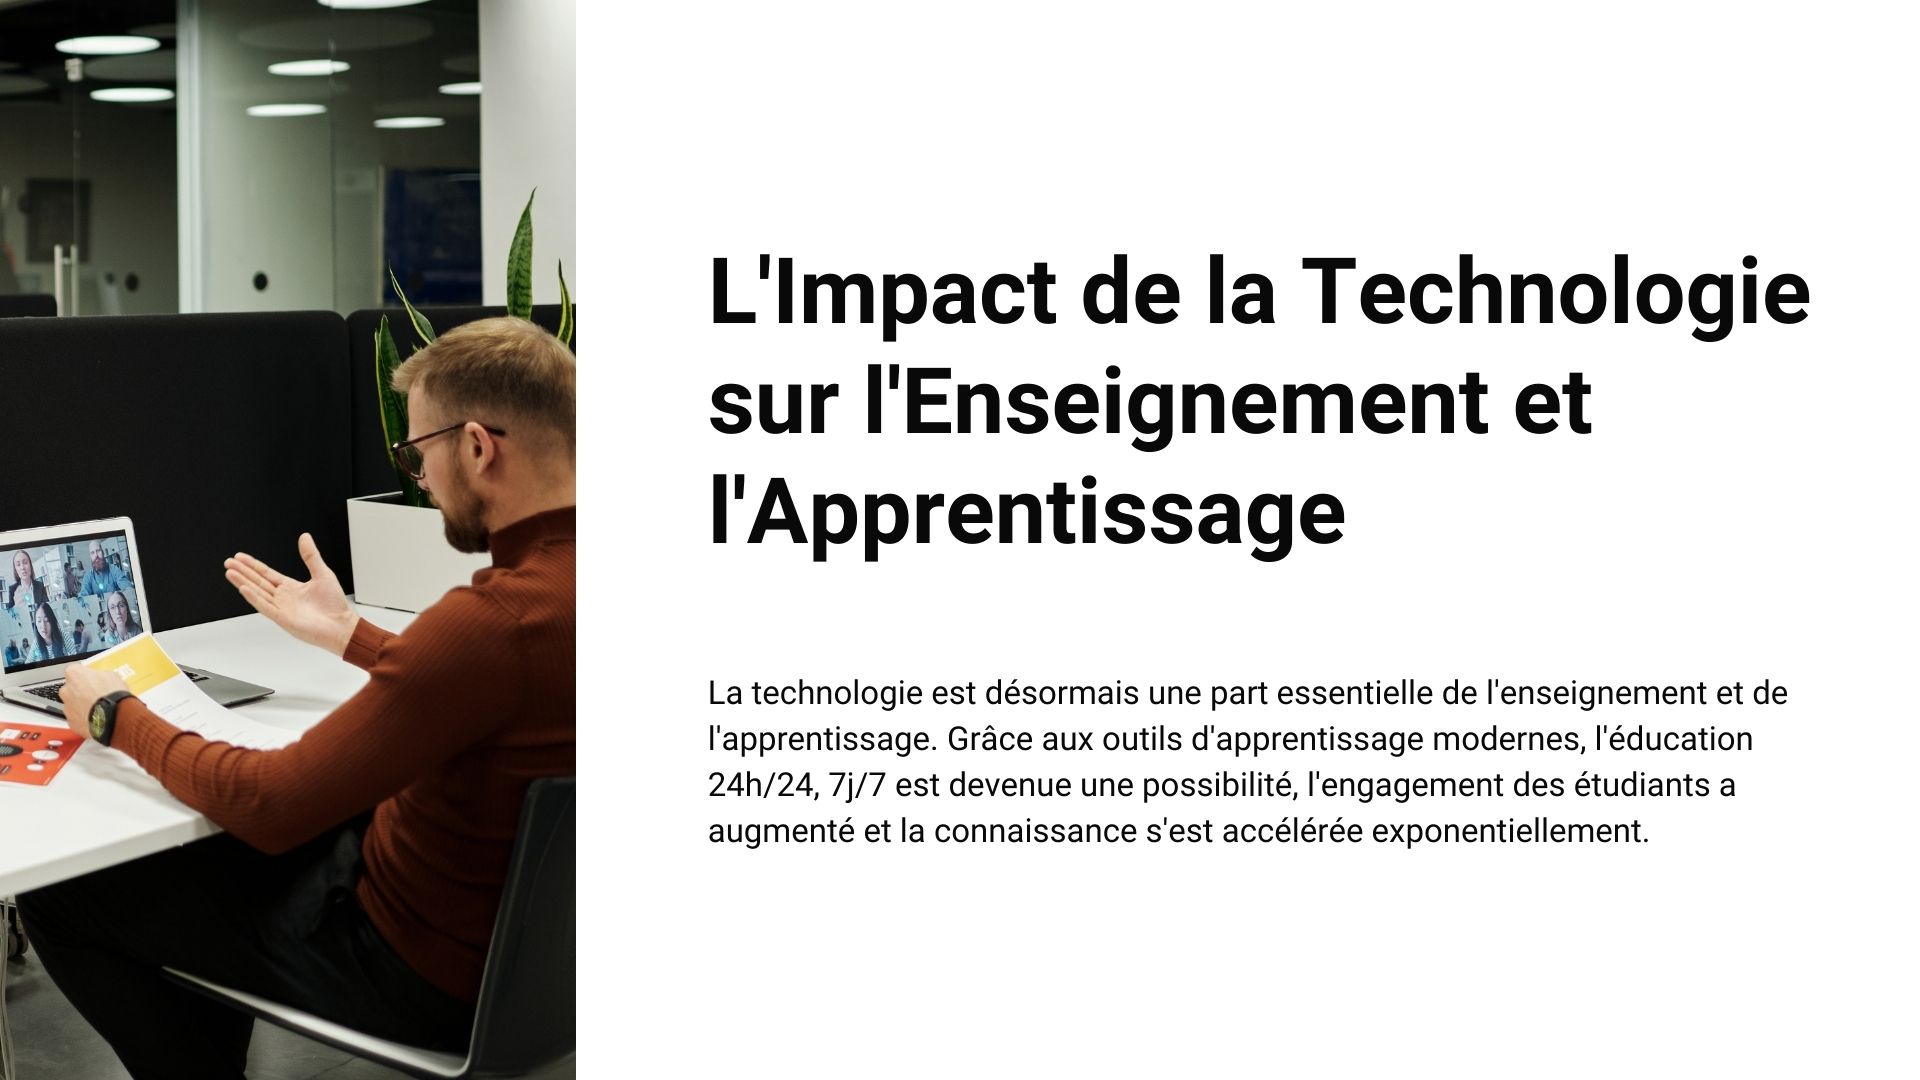 L'Impact de la Technologie
sur l'Enseignement et
l'Apprentissage
La technologie est désormais une part essentielle de l'enseignement et de
l'apprentissage. Grâce aux outils d'apprentissage modernes, l'éducation
24h/24, 7j/7 est devenue une possibilité, l'engagement des étudiants a
augmenté et la connaissance s'est accélérée exponentiellement.